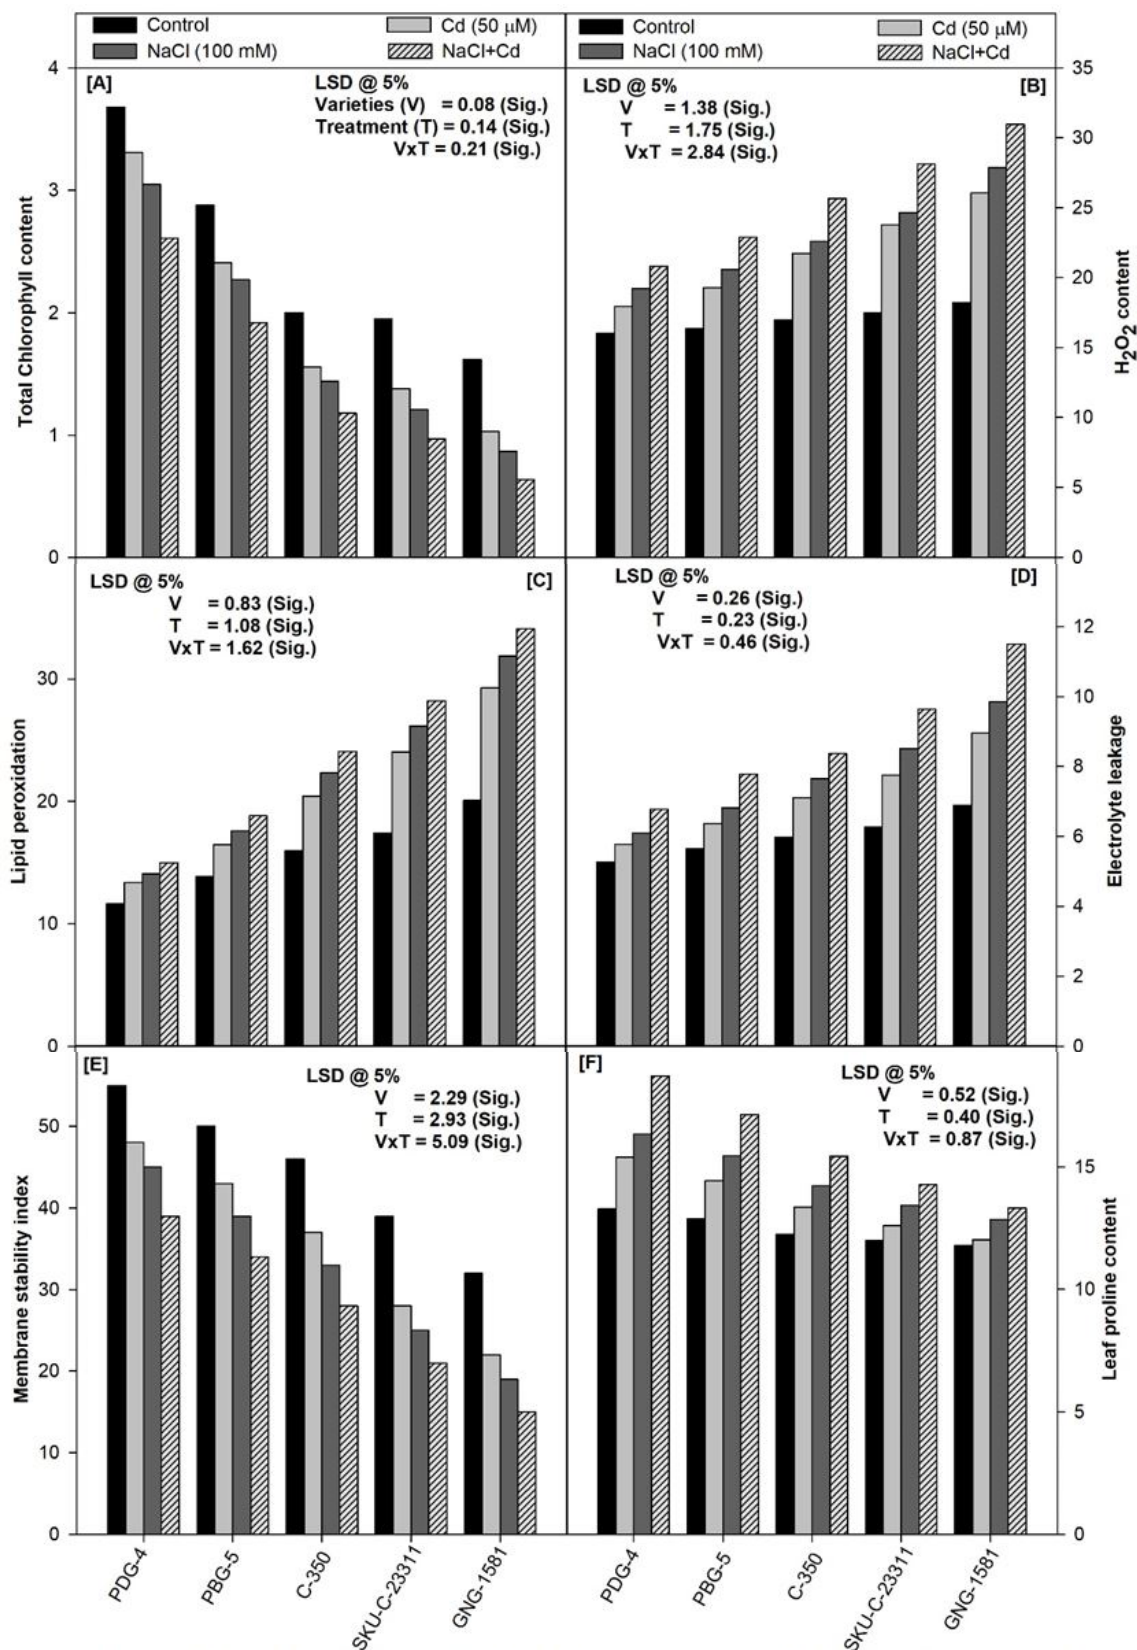 Control
Cd (50 μM)
NaCl (100 mM)
NaCl+Cd
Control
Cd (50 μM)
NaCl (100 mM)
NaCl+Cd
[A]
LSD @ 5%
Varieties (V) = 0.08 (Sig.)
Treatment (T) = 0.14 (Sig.)
VxT = 0.21 (Sig.)
Total Chlorophyll content
4
3
2
1
0
[B]
LSD @ 5%
V = 1.38 (Sig.)
T = 1.75 (Sig.)
VxT = 2.84 (Sig.)
35
30
25
20
15
10
5
0
H2O2 content
[C]
LSD @ 5%
V = 0.83 (Sig.)
T = 1.08 (Sig.)
VxT = 1.62 (Sig.)
Lipid peroxidation
30
20
10
0
[D]
LSD @ 5%
V = 0.26 (Sig.)
T = 0.23 (Sig.)
VxT = 0.46 (Sig.)
12
10
8
6
4
2
0
Electrolyte leakage
[E]
LSD @ 5%
V = 2.29 (Sig.)
T = 2.93 (Sig.)
VxT = 5.09 (Sig.)
Membrane stability index
50
40
30
20
10
0
[F]
LSD @ 5%
V = 0.52 (Sig.)
T = 0.40 (Sig.)
VxT = 0.87 (Sig.)
15
10
5
0
Leaf proline content
PDG-4
PBG-5
C-350
SKU-C-23311
GNG-1581
PDG-4
PBG-5
C-350
SKU-C-23311
GNG-1581